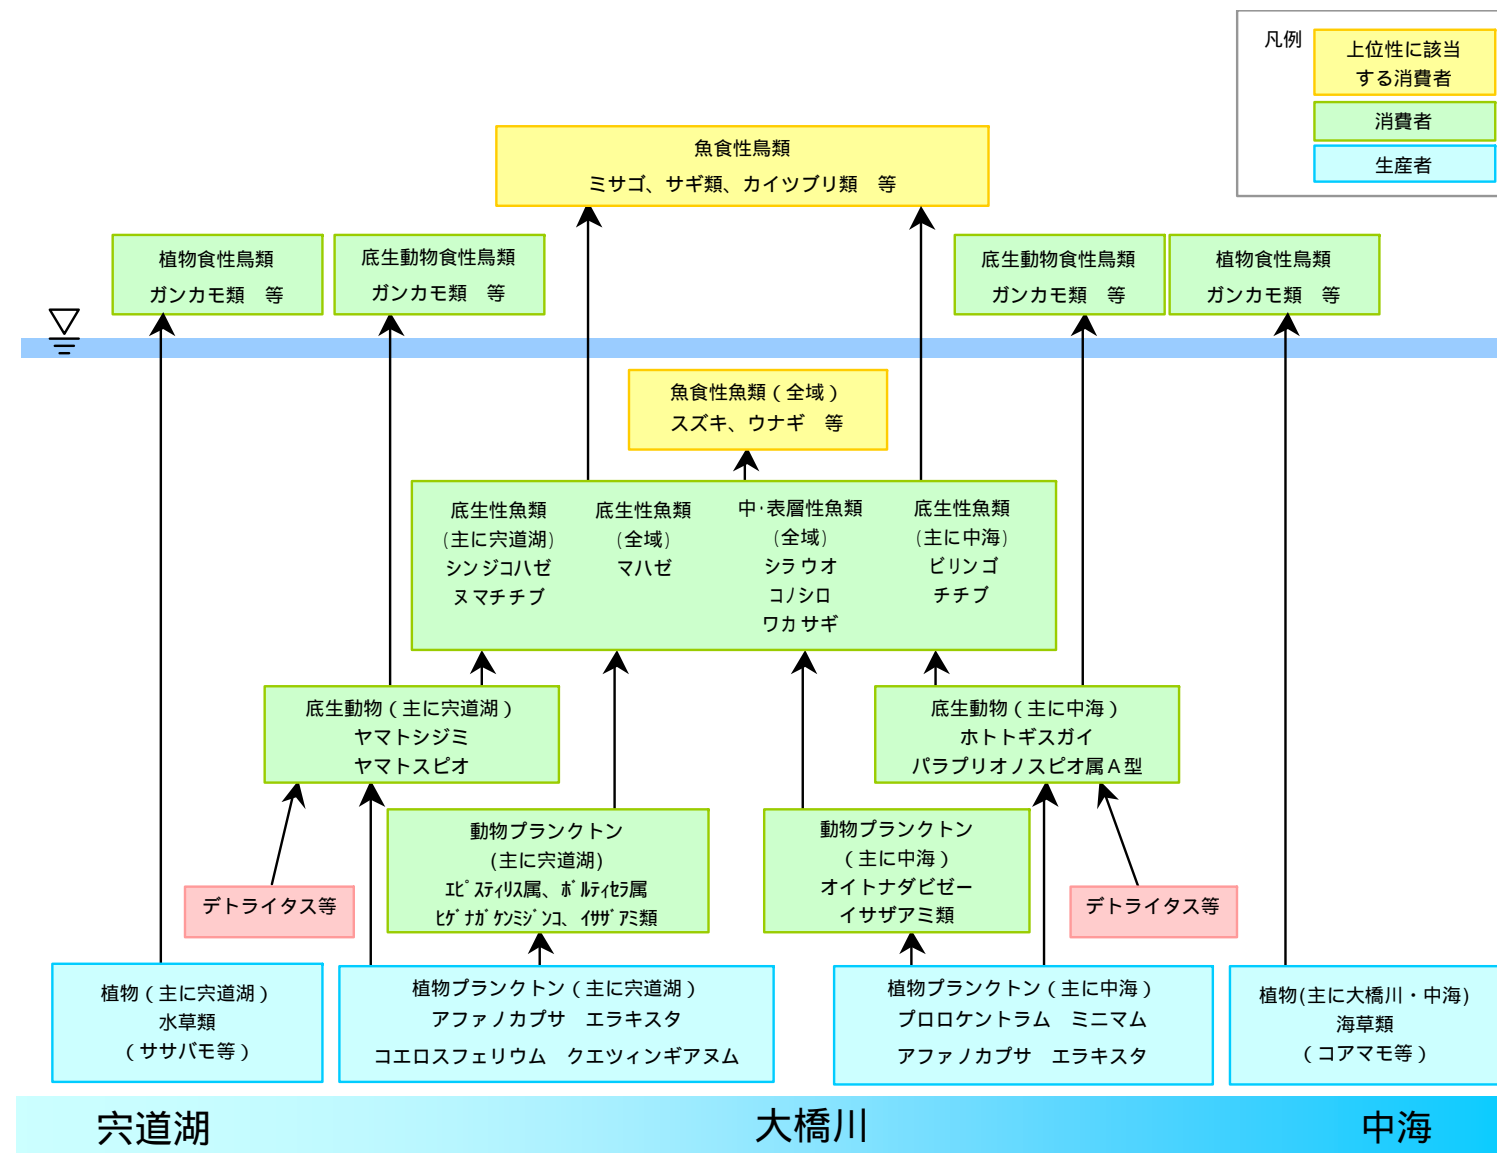 凡例
上位性に該当
する消費者
消費者
生産者
魚食性鳥類
ミサゴ、サギ類、カイツブリ類　等
植物食性鳥類
ガンカモ類　等
底生動物食性鳥類
ガンカモ類　等
底生動物食性鳥類
ガンカモ類　等
植物食性鳥類
ガンカモ類　等
魚食性魚類（全域）
スズキ、ウナギ　等
底生性魚類
(主に宍道湖)
シンジコハゼ
ヌマチチブ
底生性魚類
(全域)
マハゼ
中･表層性魚類
(全域)
シラウオ
コノシロ
ワカサギ
底生性魚類
(主に中海)
ビリンゴ
チチブ
底生動物（主に宍道湖）
ヤマトシジミ
ヤマトスピオ
底生動物（主に中海）
ホトトギスガイ
パラプリオノスピオ属Ａ型
動物プランクトン
(主に宍道湖)
ｴﾋﾟｽﾃｨﾘｽ属、ﾎﾞﾙﾃｨｾﾗ属
ﾋｹﾞﾅｶﾞｹﾝﾐｼﾞﾝｺ、ｲｻｻﾞｱﾐ類
動物プランクトン
（主に中海）
オイトナダビゼー
イサザアミ類
デトライタス等
デトライタス等
植物（主に宍道湖）
水草類
（ササバモ等）
植物プランクトン（主に宍道湖）
アファノカプサ　エラキスタ
コエロスフェリウム　クエツィンギアヌム
植物プランクトン（主に中海）
プロロケントラム　ミニマム
アファノカプサ　エラキスタ
植物(主に大橋川・中海)
海草類
（コアマモ等）
宍道湖
大橋川
中海